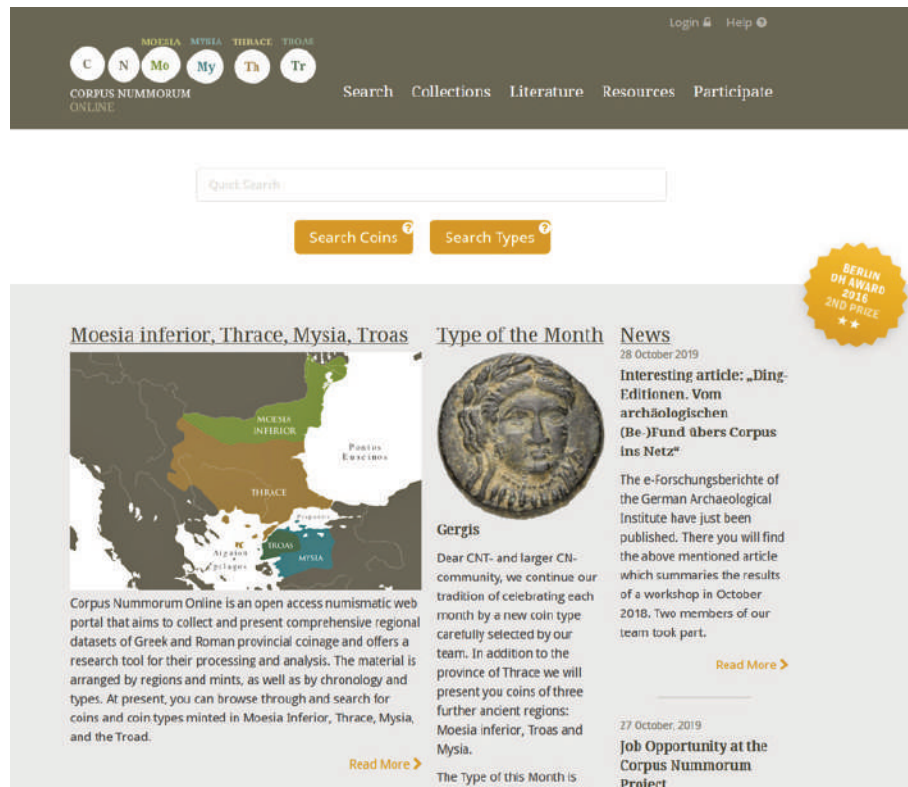 Login Help
MOESIA MYSIA THRACE TROAS
C N Mo My Th Tr
CORPUS NUMMORUM
ONLINE
Search Collections Literature Resources Participate
Quick Search
Search Coins ? Search Types ?
BERLIN
DH AWARD
2016
2ND PRIZE
Moesia inferior, Thrace, Mysia, Troas
MOESIA
INFERIOR
Pontos
Euxeinos
THRACE
Propontis
Aigaion
Pelagos
TROAS
MYSIA
Corpus Nummorum Online is an open access numismatic web
portal that aims to collect and present comprehensive regional
datasets of Greek and Roman provincial coinage and offers a
research tool for their processing and analysis. The material is
arranged by regions and mints, as well as by chronology and
types. At present, you can browse through and search for
coins and coin types minted in Moesia Inferior, Thrace, Mysia,
and the Troad.
Read More
Type of the Month
Gergis
Dear CNT- and larger CN-
community, we continue our
tradition of celebrating each
month by a new coin type
carefully selected by our
team. In addition to the
province of Thrace we will
present you coins of three
further ancient regions:
Moesia inferior, Troas and
Mysia.
The Type of this Month is
News
28 October 2019
Interesting article: „Ding-
Editionen. Vom
archäologischen
(Be-)Fund übers Corpus
ins Netz“
The e-Forschungsberichte of
the German Archaeological
Institute have just been
published. There you will find
the above mentioned article
which summaries the results
of a workshop in October
2018. Two members of our
team took part.
Read More
27 October, 2019
Job Opportunity at the
Corpus Nummorum
Project